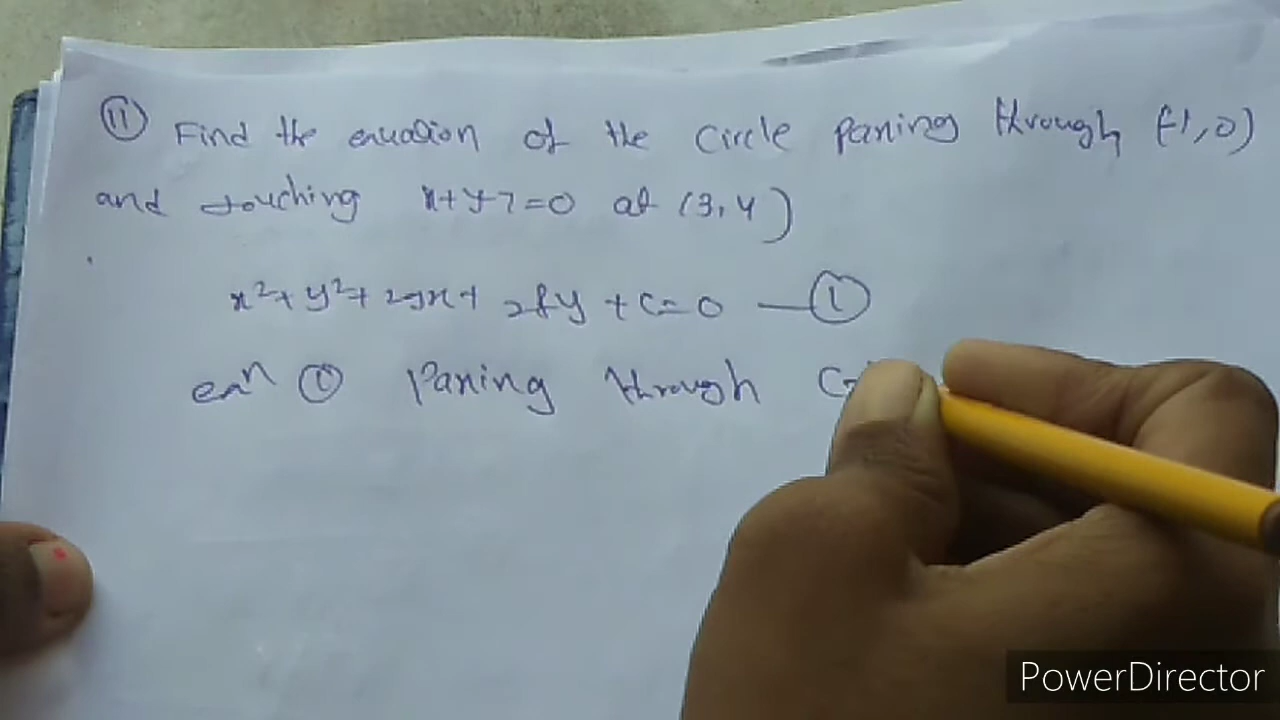 ⑪ Find the equation of the circle passing through (-1,0)
and touching x+y-7=0 at (3,4)
x²+y²+2gx+2fy+c=0 —①
eqn ① Passing through (-1
PowerDirector